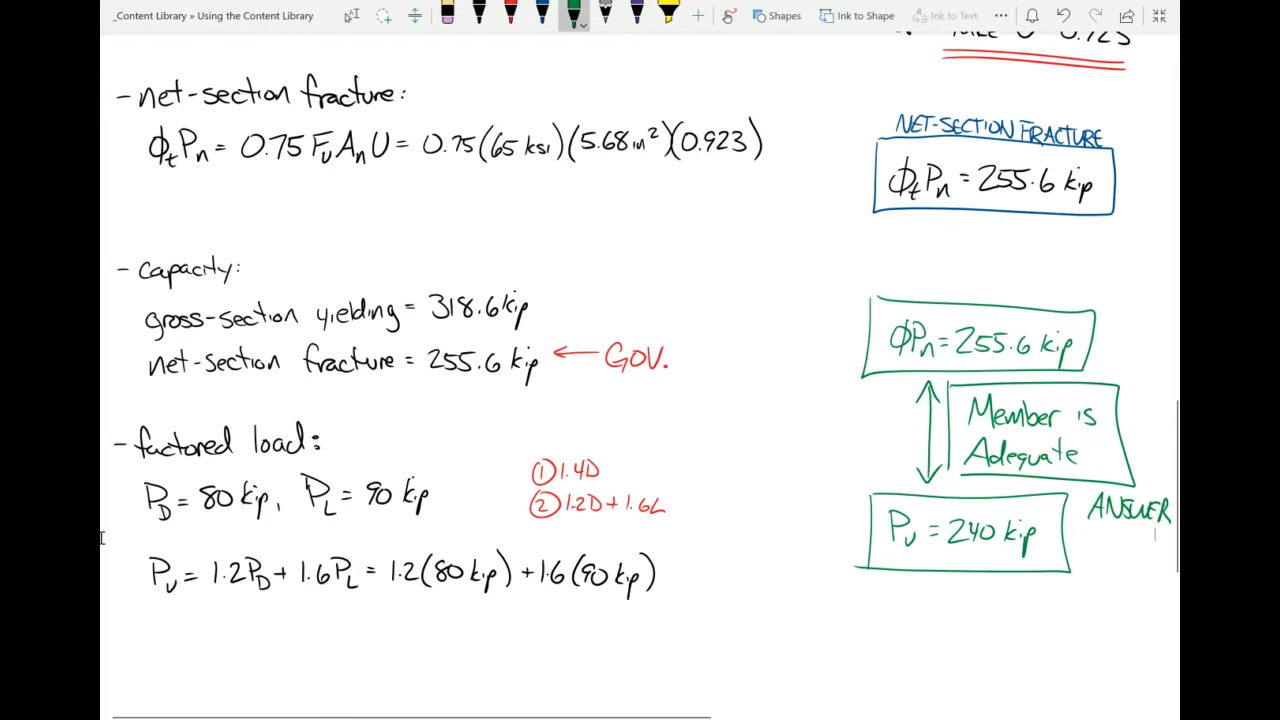 _Content Library » Using the Content Library
Shapes
Ink to Shape
Ink to Text
- net-section fracture:
ϕtPn = 0.75 FuAnU = 0.75(65 ksi)(5.68in²)(0.923)
NET-SECTION FRACTURE
ϕtPn = 255.6 kip
- capacity:
gross-section yielding = 318.6 kip
net-section fracture = 255.6 kip ← GOV.
ϕPn = 255.6 kip
Member is
Adequate
- factored load:
PD = 80 kip, PL = 90 kip
① 1.4D
② 1.2D + 1.6L
Pu = 240 kip
ANSWER
Pu = 1.2PD + 1.6PL = 1.2(80 kip) + 1.6(90 kip)